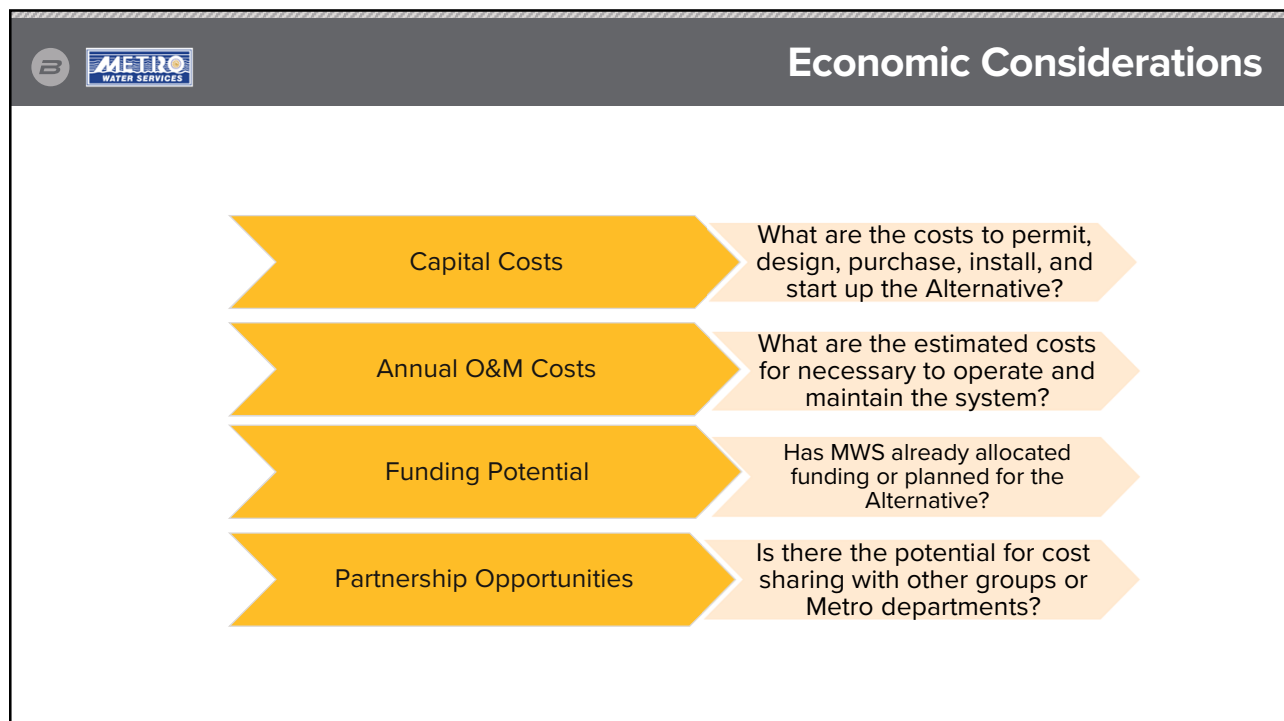 B
METRO
WATER SERVICES
Economic Considerations
Capital Costs
What are the costs to permit,
design, purchase, install, and
start up the Alternative?
Annual O&M Costs
What are the estimated costs
for necessary to operate and
maintain the system?
Funding Potential
Has MWS already allocated
funding or planned for the
Alternative?
Partnership Opportunities
Is there the potential for cost
sharing with other groups or
Metro departments?